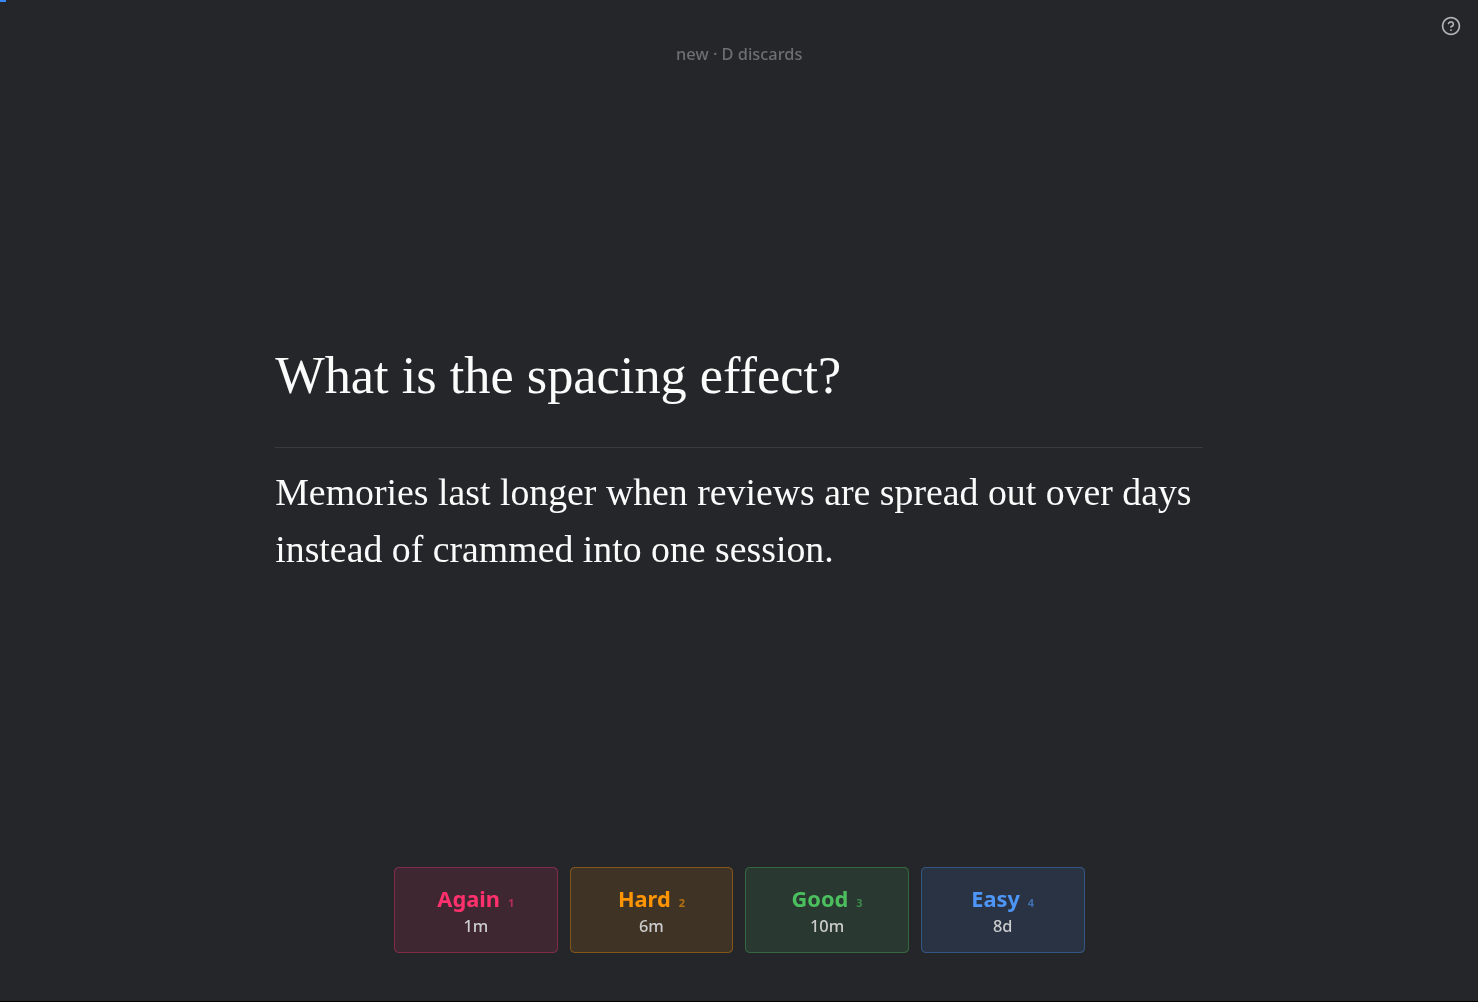 new · D discards
What is the spacing effect?
Memories last longer when reviews are spread out over days
instead of crammed into one session.
Again 1
1m
Hard 2
6m
Good 3
10m
Easy 4
8d